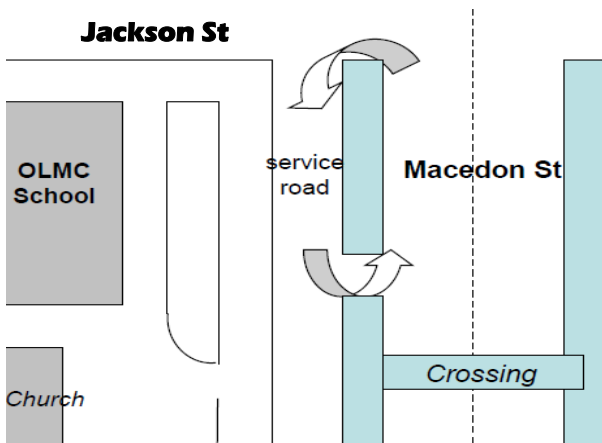 Jackson St
OLMC
School
service
road
Macedon St
Crossing
Church